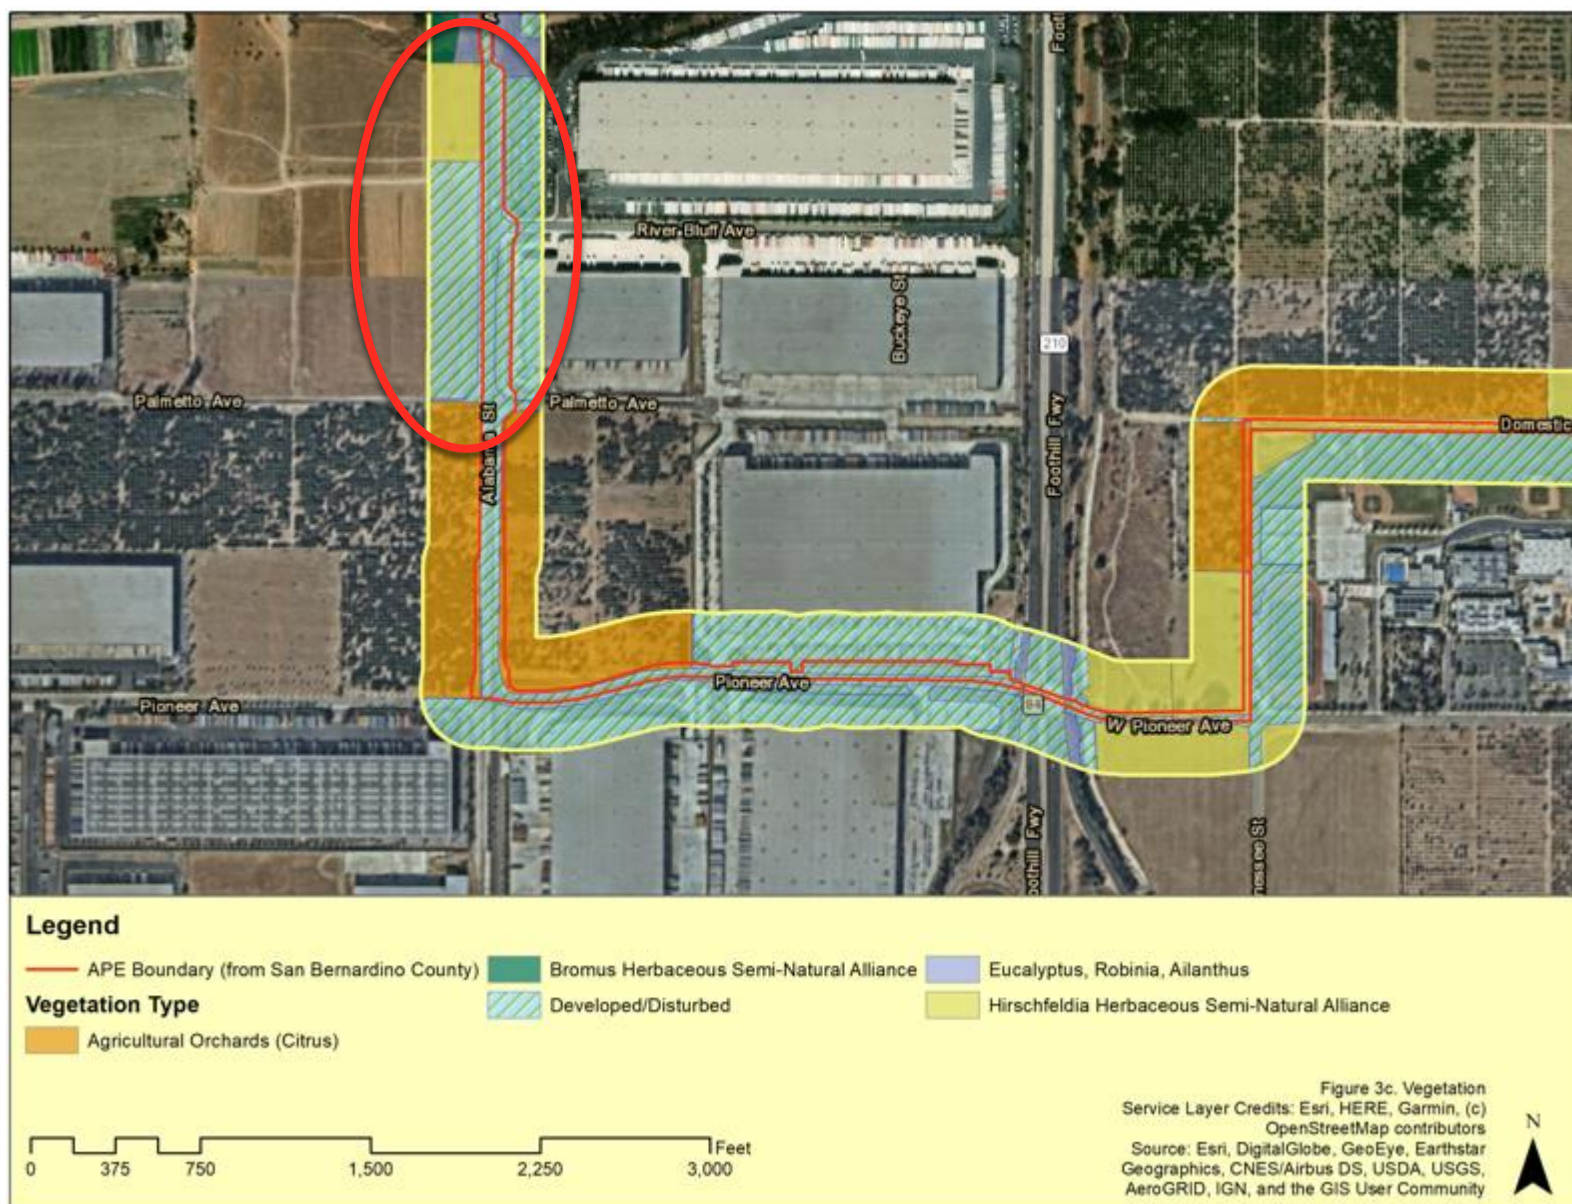 Foot
River Bluff Ave
Buckeye St
210
Palmetto Ave
Palmetto Ave
Alabama St
Foothill Fwy
Domestic
Pioneer Ave
Pioneer Ave
W Pioneer Ave
oothill Fwy
nessee St
Legend
APE Boundary (from San Bernardino County)
Bromus Herbaceous Semi-Natural Alliance
Eucalyptus, Robinia, Ailanthus
Vegetation Type
Developed/Disturbed
Hirschfeldia Herbaceous Semi-Natural Alliance
Agricultural Orchards (Citrus)
Figure 3c. Vegetation
Service Layer Credits: Esri, HERE, Garmin, (c)
OpenStreetMap contributors
Source: Esri, DigitalGlobe, GeoEye, Earthstar
Geographics, CNES/Airbus DS, USDA, USGS,
AeroGRID, IGN, and the GIS User Community
N
Feet
0 375 750 1,500 2,250 3,000